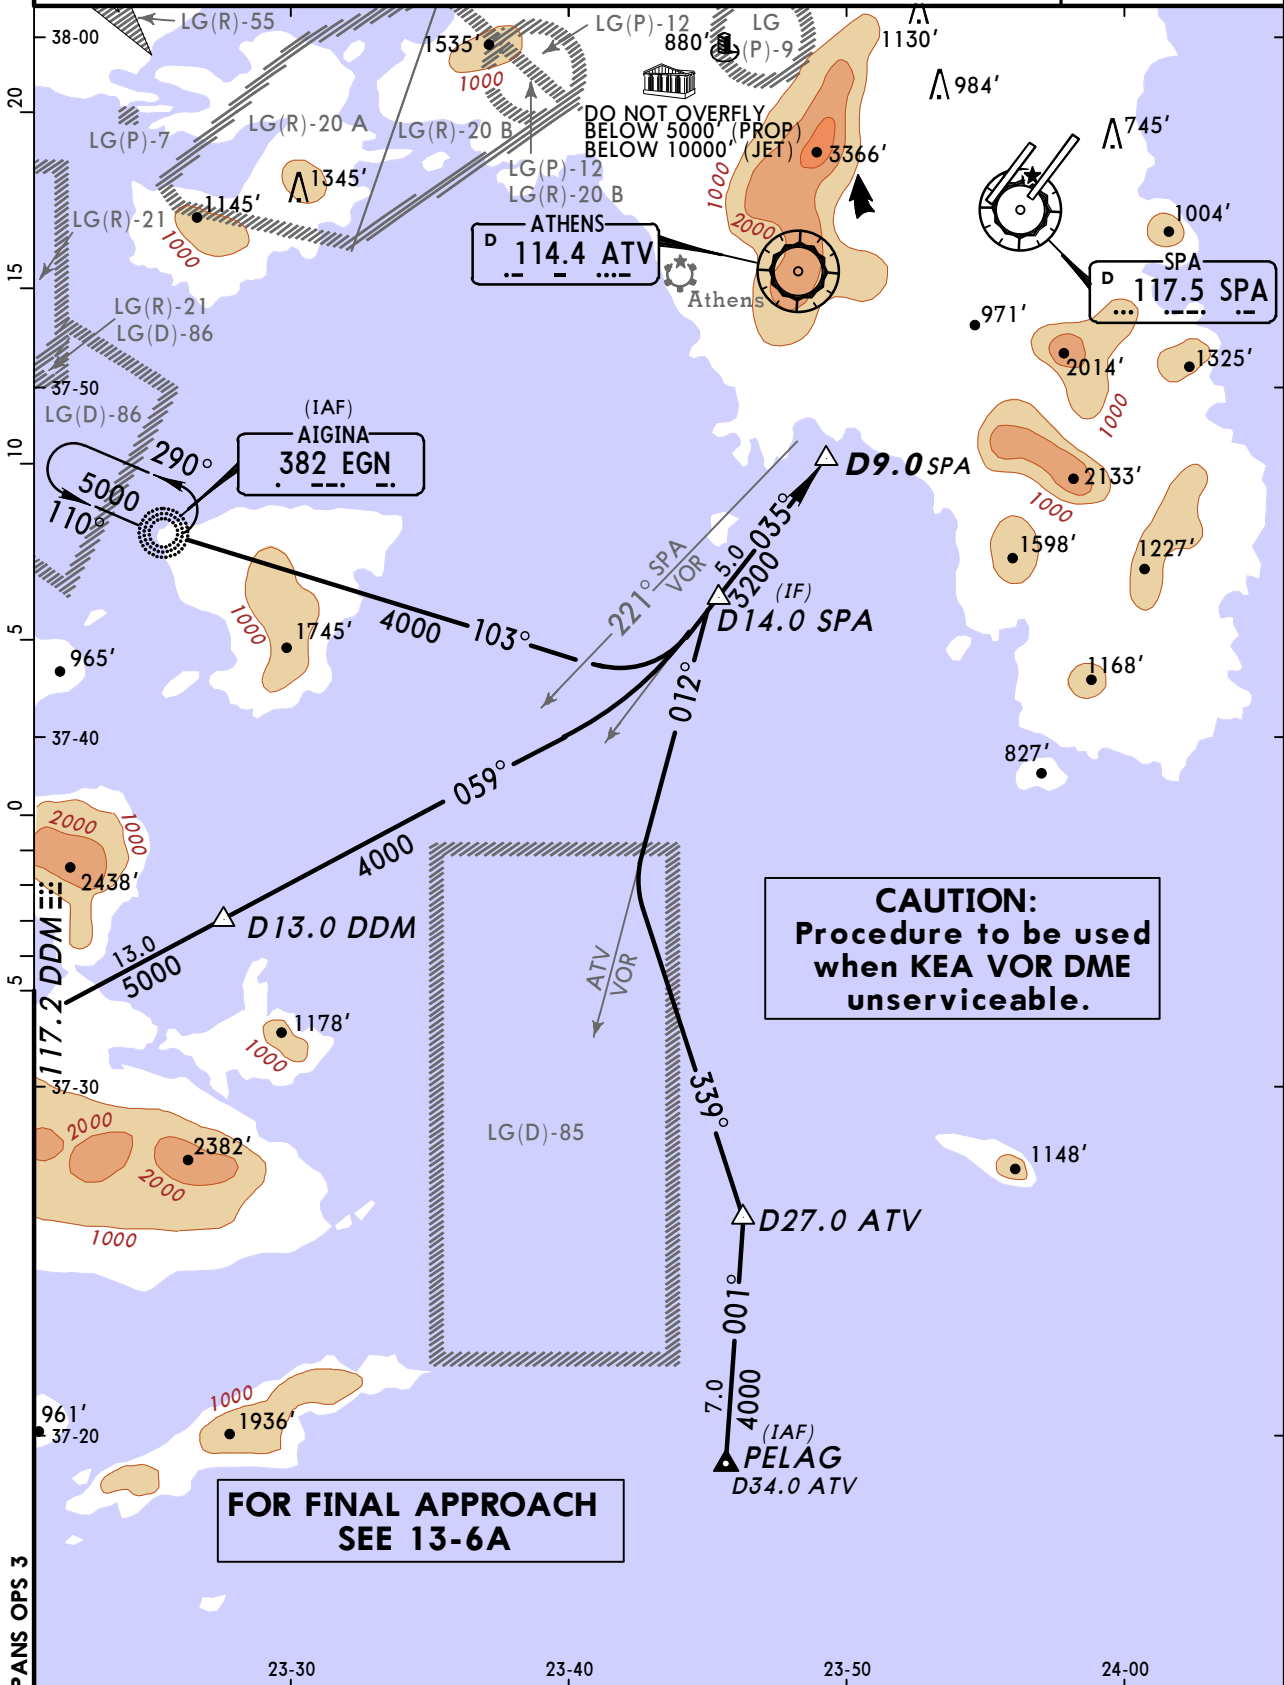 38-00
LG(R)-55
1535′
LG(P)-12
LG
(P)-9
880′
1130′
984′
745′
1000
20
LG(P)-7
LG(R)-20 A
LG(R)-20 B
DO NOT OVERFLY
BELOW 5000′ (PROP)
BELOW 10000′ (JET)
3366′
LG(P)-12
LG(R)-20 B
1345′
1145′
1000
LG(R)-21
1000
2000
1004′
ATHENS
D 114.4 ATV
Athens
SPA
D 117.5 SPA
15
LG(R)-21
LG(D)-86
971′
2014′
1325′
37-50
LG(D)-86
1000
(IAF)
AIGINA
382 EGN
290°
5000
110°
10
D9.0 SPA
2133′
1000
035°
5.0
3200
221° SPA
VOR
1598′
1227′
(IF)
D14.0 SPA
1000
1745′
4000
103°
5
965′
012°
1168′
37-40
827′
059°
4000
0
2000
1000
2438′
D13.0 DDM
13.0
5000
117.2 DDM
5
ATV
VOR
CAUTION:
Procedure to be used
when KEA VOR DME
unserviceable.
1178′
1000
37-30
339°
2000
2382′
2000
1000
LG(D)-85
1148′
D27.0 ATV
001°
7.0
4000
1000
1936′
961′
37-20
(IAF)
PELAG
D34.0 ATV
FOR FINAL APPROACH
SEE 13-6A
PANS OPS 3
23-30
23-40
23-50
24-00